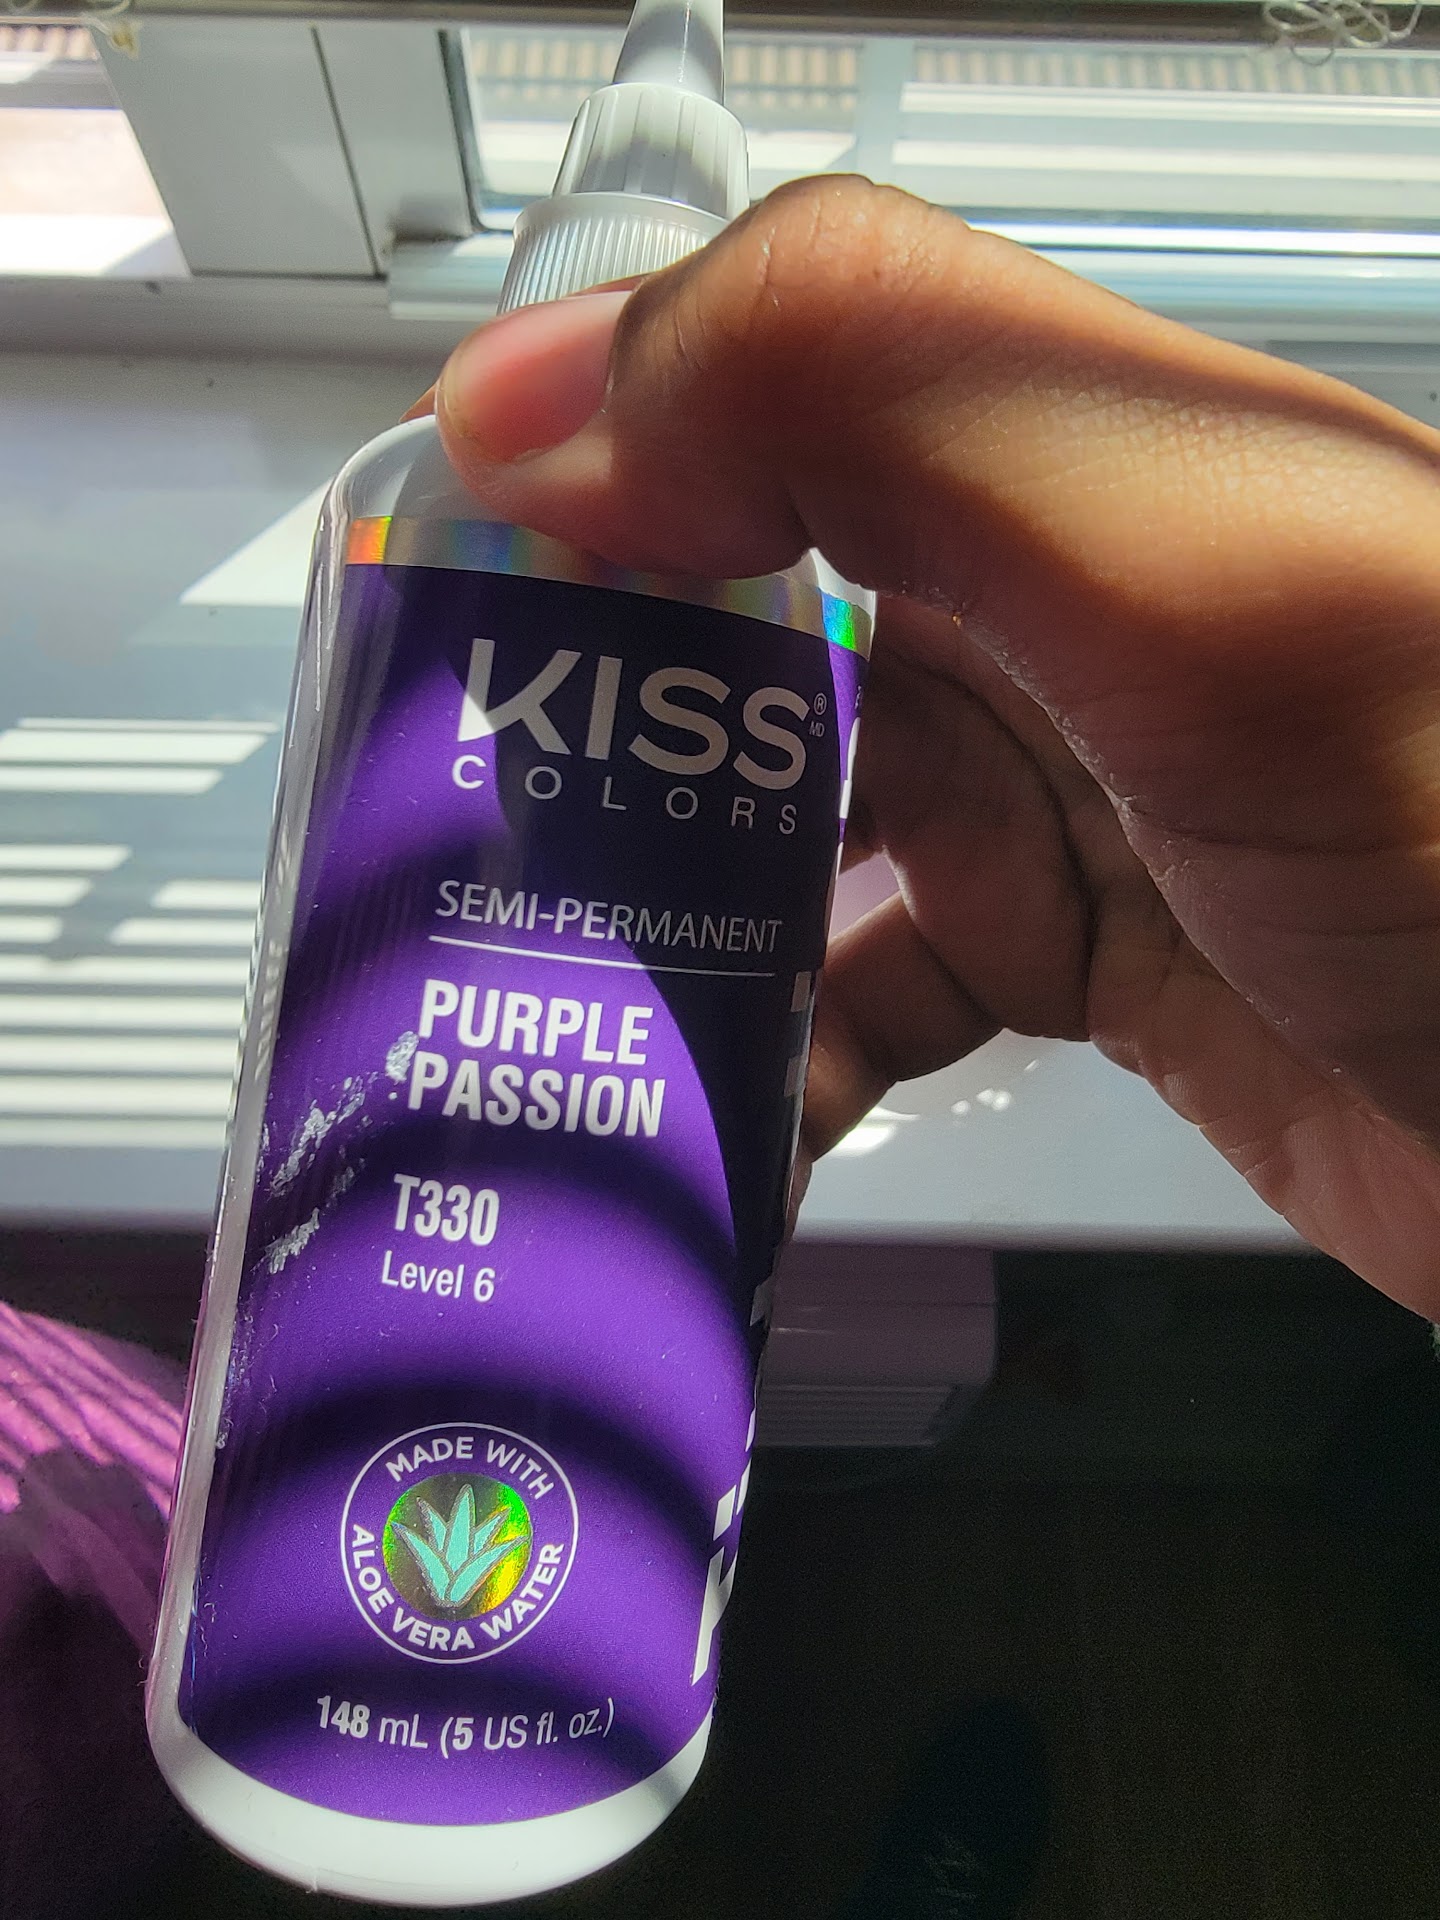 KISS®
MD
COLORS
SEMI-PERMANENT
PURPLE
PASSION
T330
Level 6
MADE WITH
ALOE VERA WATER
148 mL (5 US fl. oz.)